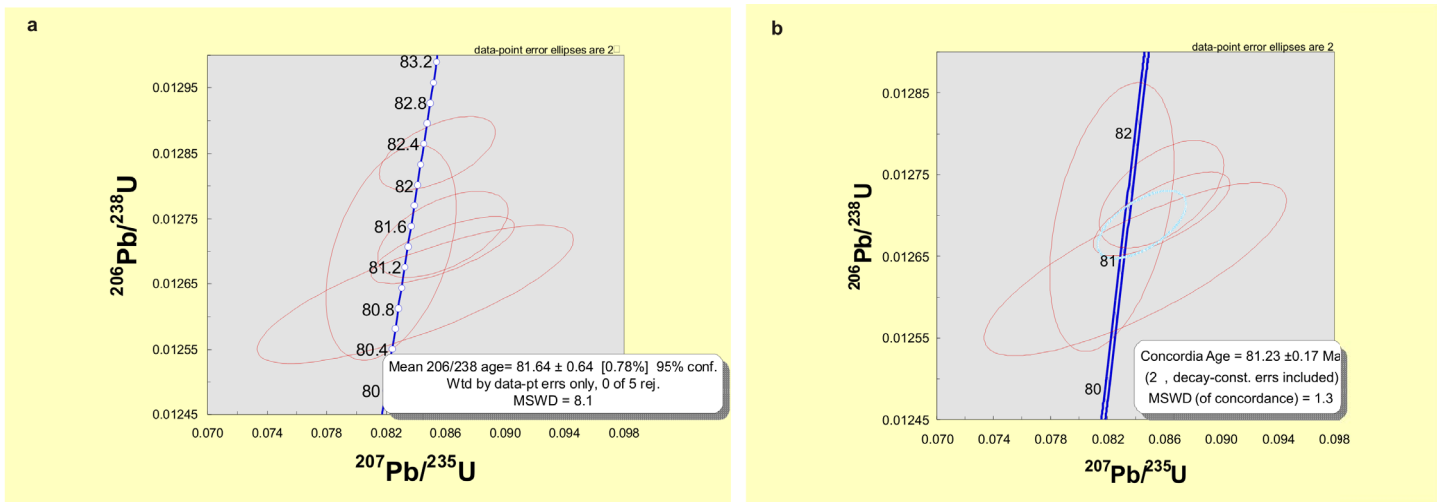 a
data-point error ellipses are 2□
83.2
0.01295
82.8
82.4
0.01285
82
206Pb/238U
0.01275
81.6
81.2
0.01265
80.8
0.01255
80.4
Mean 206/238 age= 81.64 ± 0.64 [0.78%] 95% conf.
Wtd by data-pt errs only, 0 of 5 rej.
MSWD = 8.1
80
0.01245
0.070 0.074 0.078 0.082 0.086 0.090 0.094 0.098
207Pb/235U
b
data-point error ellipses are 2
0.01285
82
0.01275
206Pb/238U
0.01265
81
0.01255
Concordia Age = 81.23 ±0.17 Ma
(2 , decay-const. errs included)
MSWD (of concordance) = 1.3
80
0.01245
0.070 0.074 0.078 0.082 0.086 0.090 0.094 0.098
207Pb/235U